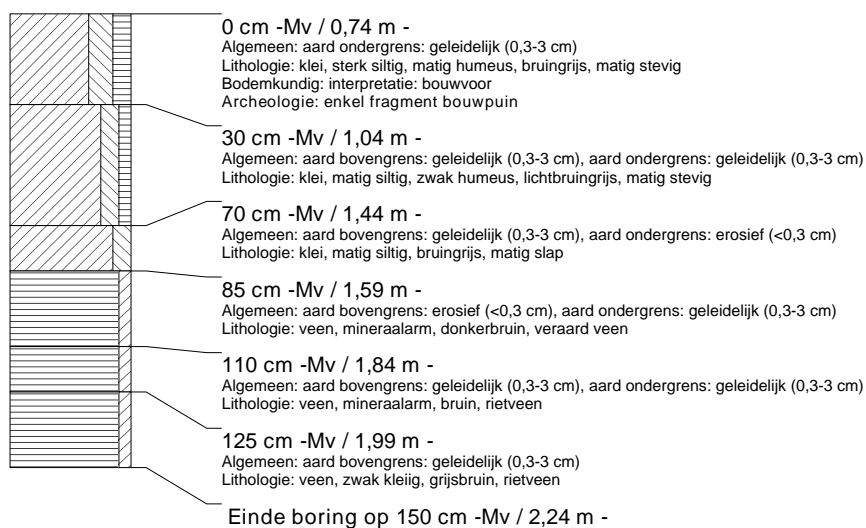 0 cm -Mv / 0,74 m -
Algemeen: aard ondergrens: geleidelijk (0,3-3 cm)
Lithologie: klei, sterk siltig, matig humeus, bruingrijs, matig stevig
Bodemkundig: interpretatie: bouwvoor
Archeologie: enkel fragment bouwpuin
30 cm -Mv / 1,04 m -
Algemeen: aard bovengrens: geleidelijk (0,3-3 cm), aard ondergrens: geleidelijk (0,3-3 cm)
Lithologie: klei, matig siltig, zwak humeus, lichtbruingrijs, matig stevig
70 cm -Mv / 1,44 m -
Algemeen: aard bovengrens: geleidelijk (0,3-3 cm), aard ondergrens: erosief (<0,3 cm)
Lithologie: klei, matig siltig, bruingrijs, matig slap
85 cm -Mv / 1,59 m -
Algemeen: aard bovengrens: erosief (<0,3 cm), aard ondergrens: geleidelijk (0,3-3 cm)
Lithologie: veen, mineraalarm, donkerbruin, veraard veen
110 cm -Mv / 1,84 m -
Algemeen: aard bovengrens: geleidelijk (0,3-3 cm), aard ondergrens: geleidelijk (0,3-3 cm)
Lithologie: veen, mineraalarm, bruin, rietveen
125 cm -Mv / 1,99 m -
Algemeen: aard bovengrens: geleidelijk (0,3-3 cm)
Lithologie: veen, zwak kleiig, grijsbruin, rietveen
Einde boring op 150 cm -Mv / 2,24 m -